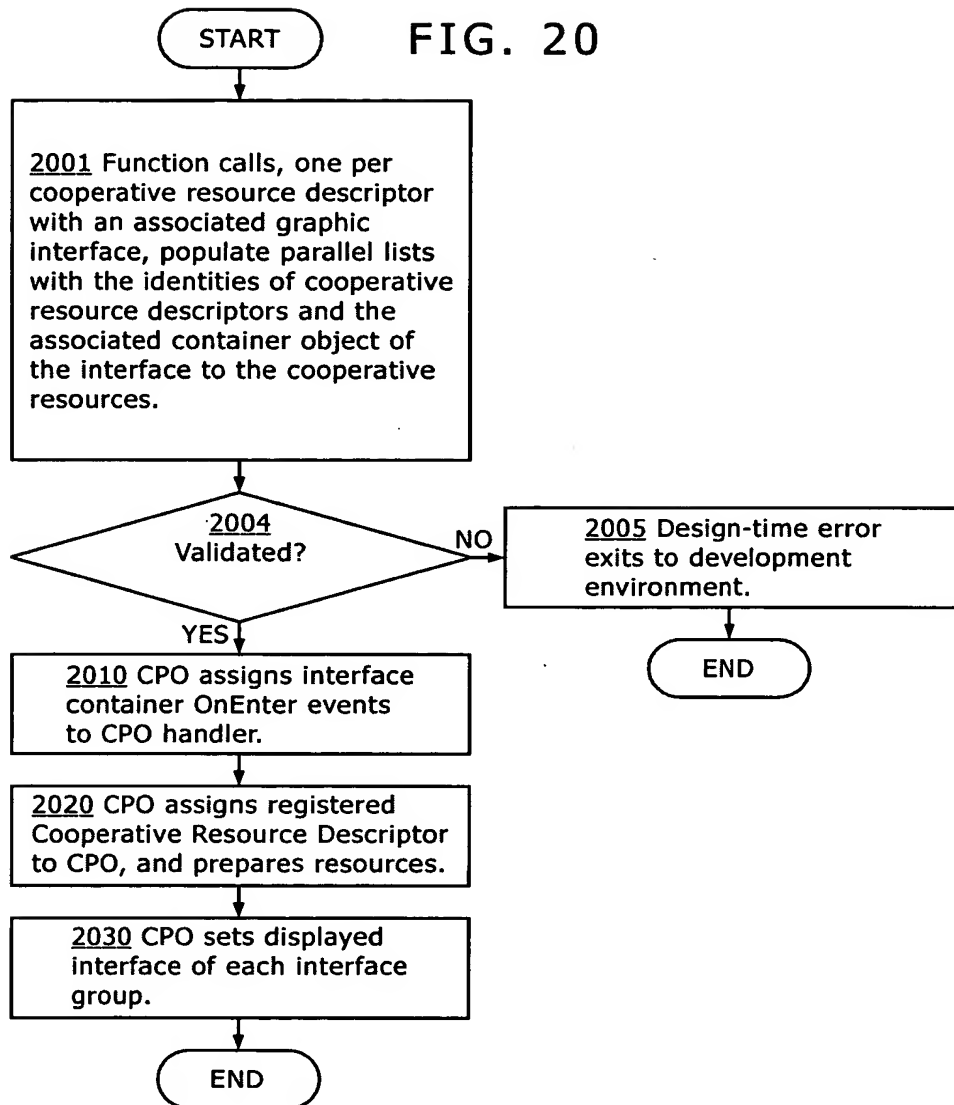 START
FIG. 20
2001 Function calls, one per
cooperative resource descriptor
with an associated graphic
interface, populate parallel lists
with the identities of cooperative
resource descriptors and the
associated container object of
the interface to the cooperative
resources.
2004
Validated?
NO
2005 Design-time error
exits to development
environment.
END
YES
2010 CPO assigns interface
container OnEnter events
to CPO handler.
2020 CPO assigns registered
Cooperative Resource Descriptor
to CPO, and prepares resources.
2030 CPO sets displayed
interface of each interface
group.
END